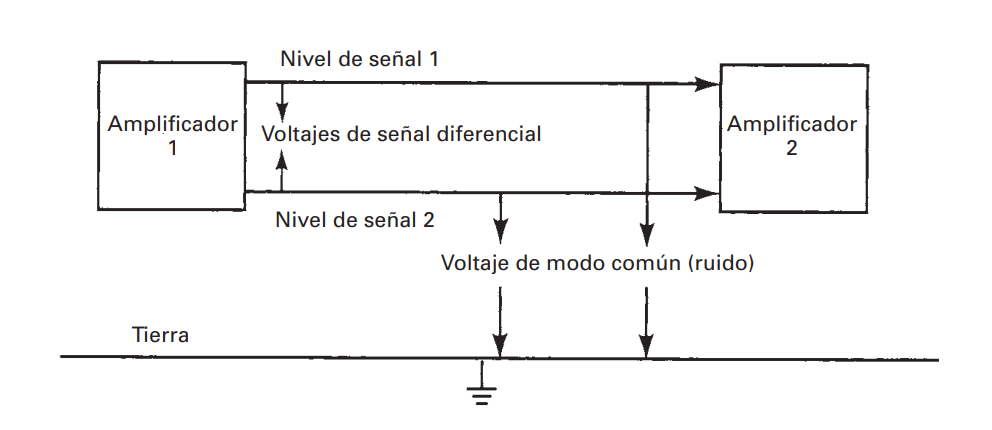 Nivel de señal 1
Amplificador
1
Voltajes de señal diferencial
Amplificador
2
Nivel de señal 2
Voltaje de modo común (ruido)
Tierra